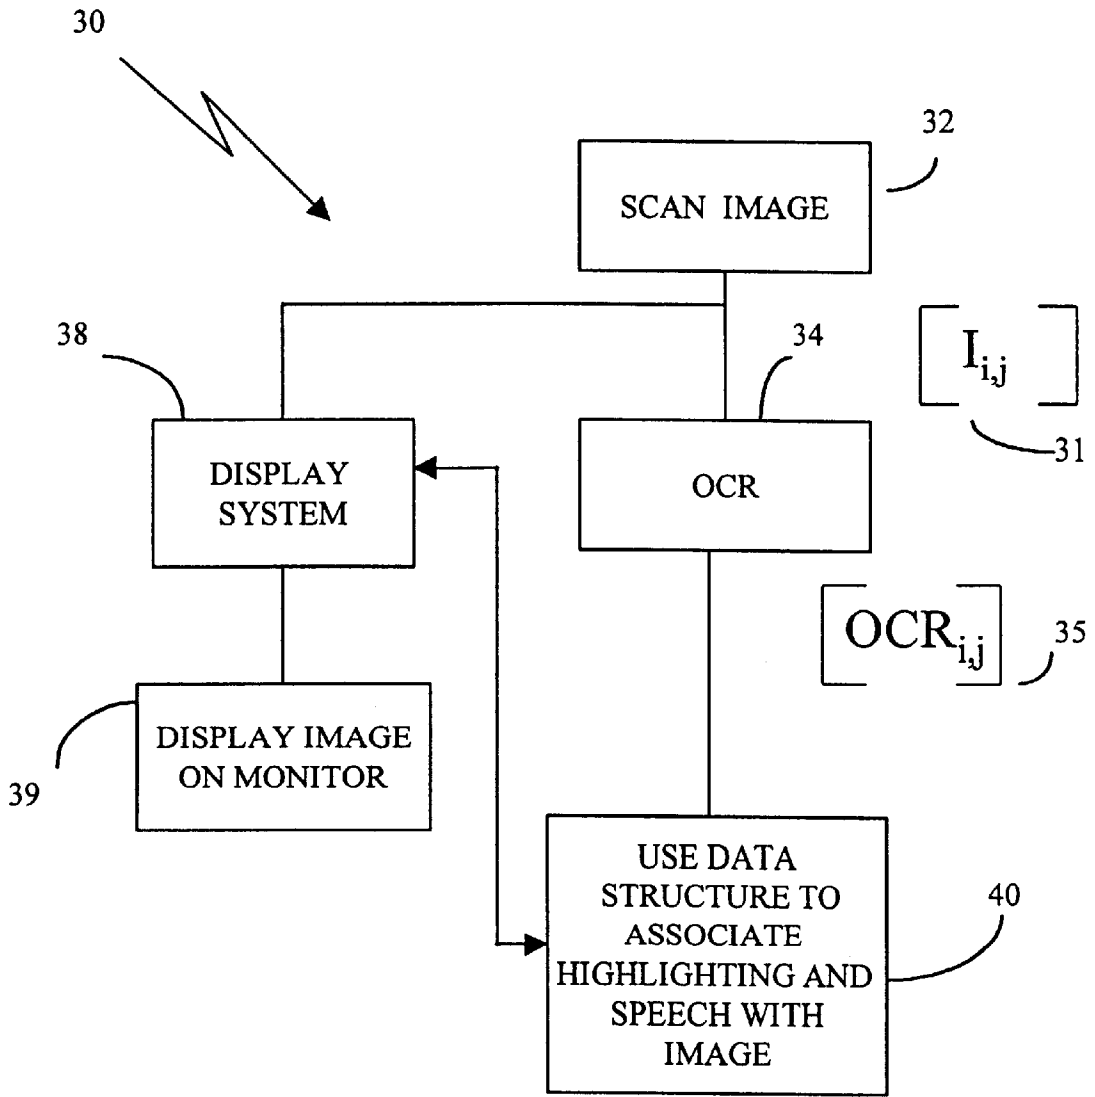 30
32
SCAN IMAGE
38
34
I i,j
31
DISPLAY
SYSTEM
OCR
OCR i,j
35
DISPLAY IMAGE
ON MONITOR
39
USE DATA
STRUCTURE TO
ASSOCIATE
HIGHLIGHTING AND
SPEECH WITH
IMAGE
40